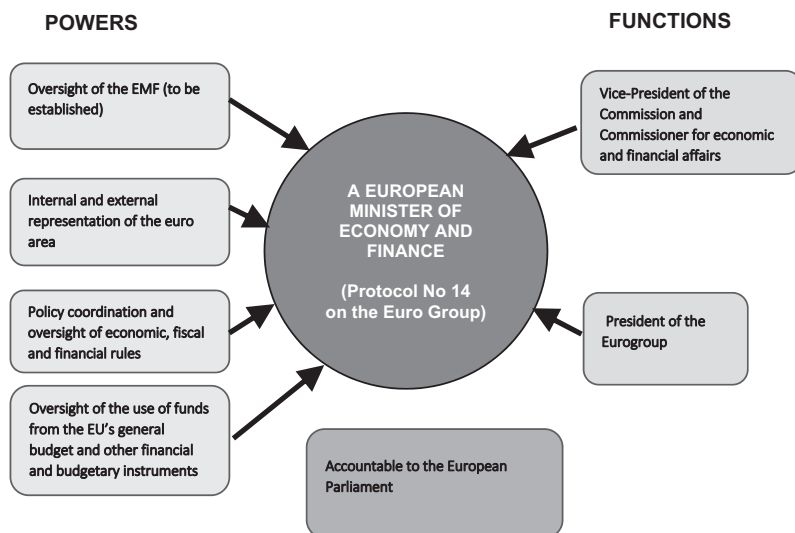 POWERS
FUNCTIONS
Oversight of the EMF (to be
established)
Internal and external
representation of the euro
area
Policy coordination and
oversight of economic, fiscal
and financial rules
Oversight of the use of funds
from the EU's general
budget and other financial
and budgetary instruments
A EUROPEAN
MINISTER OF
ECONOMY AND
FINANCE
(Protocol No 14
on the Euro Group)
Vice-President of the
Commission and
Commissioner for economic
and financial affairs
President of the
Eurogroup
Accountable to the European
Parliament